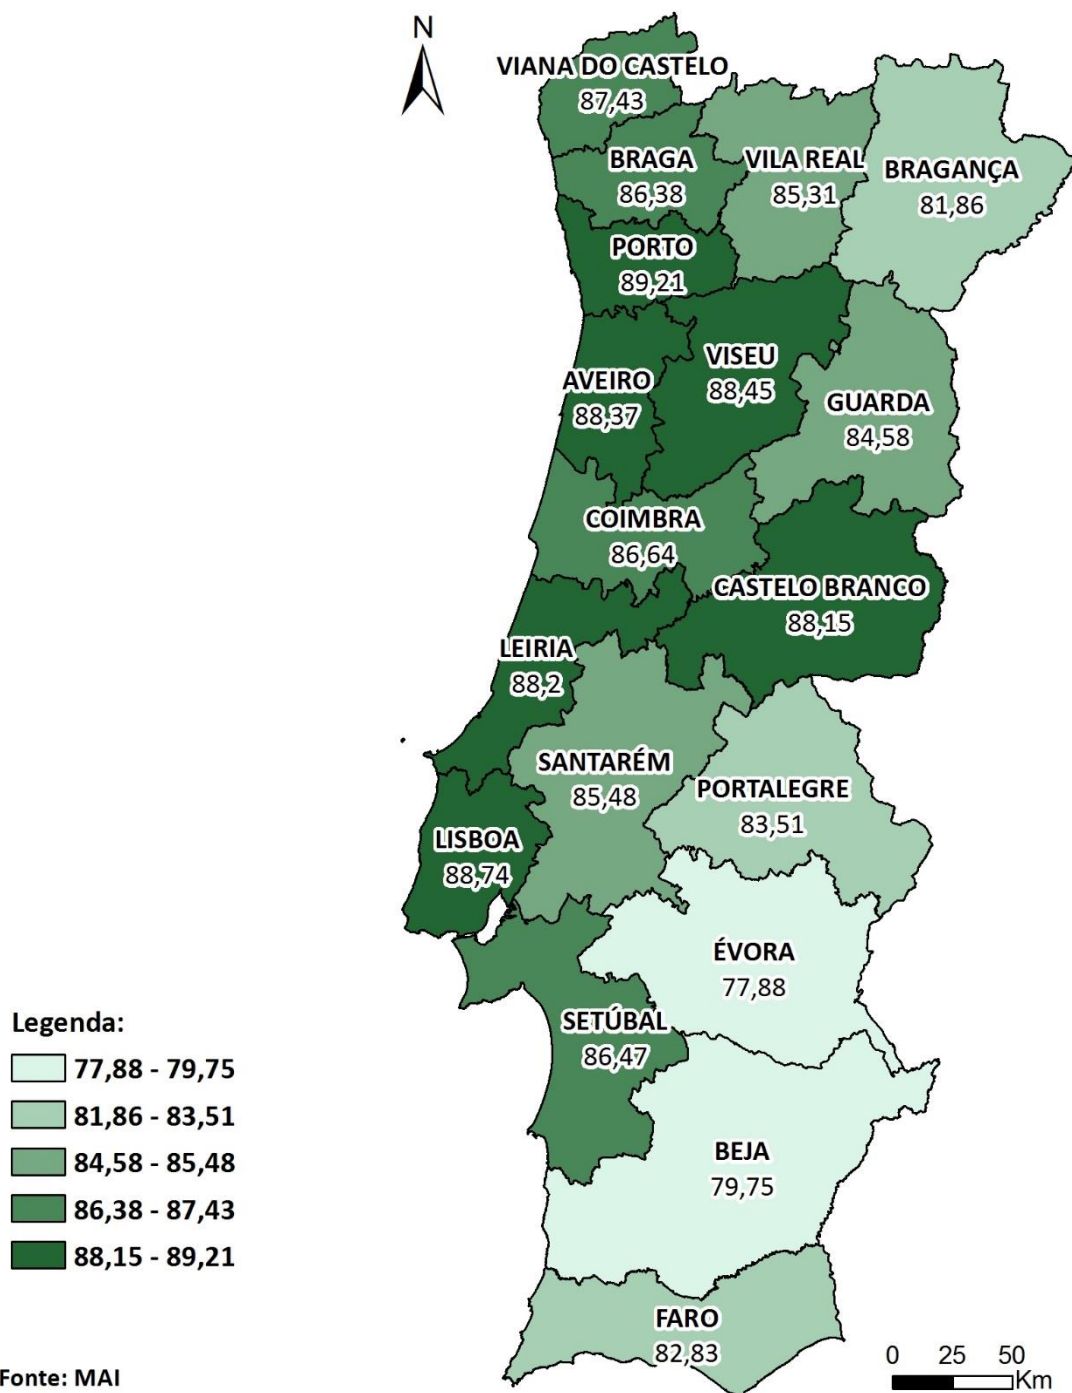 N
VIANA DO CASTELO
87,43
BRAGA
86,38
VILA REAL
85,31
BRAGANÇA
81,86
PORTO
89,21
VISEU
88,45
AVEIRO
88,37
GUARDA
84,58
COIMBRA
86,64
CASTELO BRANCO
88,15
LEIRIA
88,2
SANTARÉM
85,48
PORTALEGRE
83,51
LISBOA
88,74
ÉVORA
77,88
SETÚBAL
86,47
BEJA
79,75
FARO
82,83
Legenda:
77,88 - 79,75
81,86 - 83,51
84,58 - 85,48
86,38 - 87,43
88,15 - 89,21
Fonte: MAI
0 25 50
Km